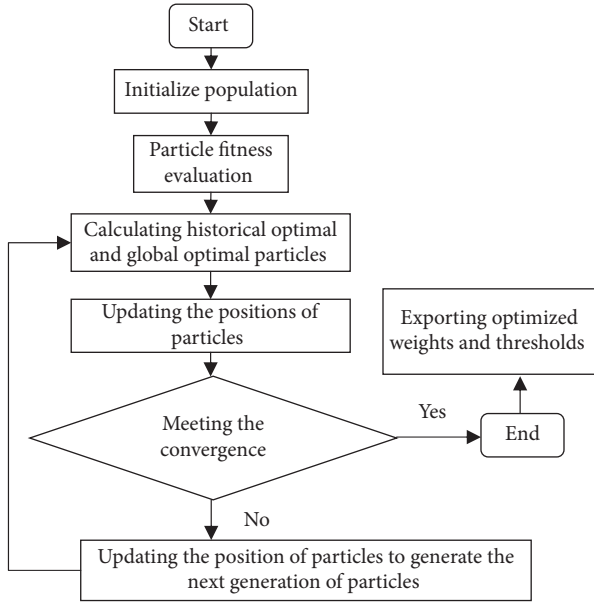 Start
Initialize population
Particle fitness
evaluation
Calculating historical optimal
and global optimal particles
Updating the positions of
particles
Exporting optimized
weights and thresholds
Meeting the
convergence
Yes
End
No
Updating the position of particles to generate the
next generation of particles